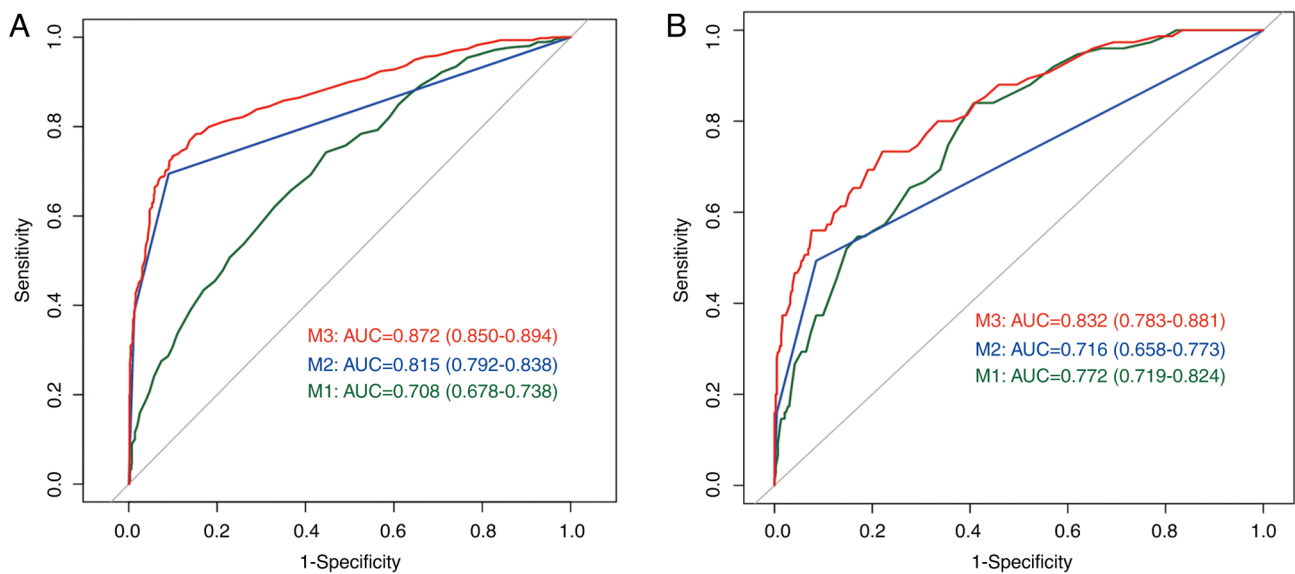 A
1.0
0.8
0.6
0.4
0.2
0.0
Sensitivity
M3: AUC=0.872 (0.850-0.894)
M2: AUC=0.815 (0.792-0.838)
M1: AUC=0.708 (0.678-0.738)
0.0 0.2 0.4 0.6 0.8 1.0
1-Specificity
B
1.0
0.8
0.6
0.4
0.2
0.0
Sensitivity
M3: AUC=0.832 (0.783-0.881)
M2: AUC=0.716 (0.658-0.773)
M1: AUC=0.772 (0.719-0.824)
0.0 0.2 0.4 0.6 0.8 1.0
1-Specificity